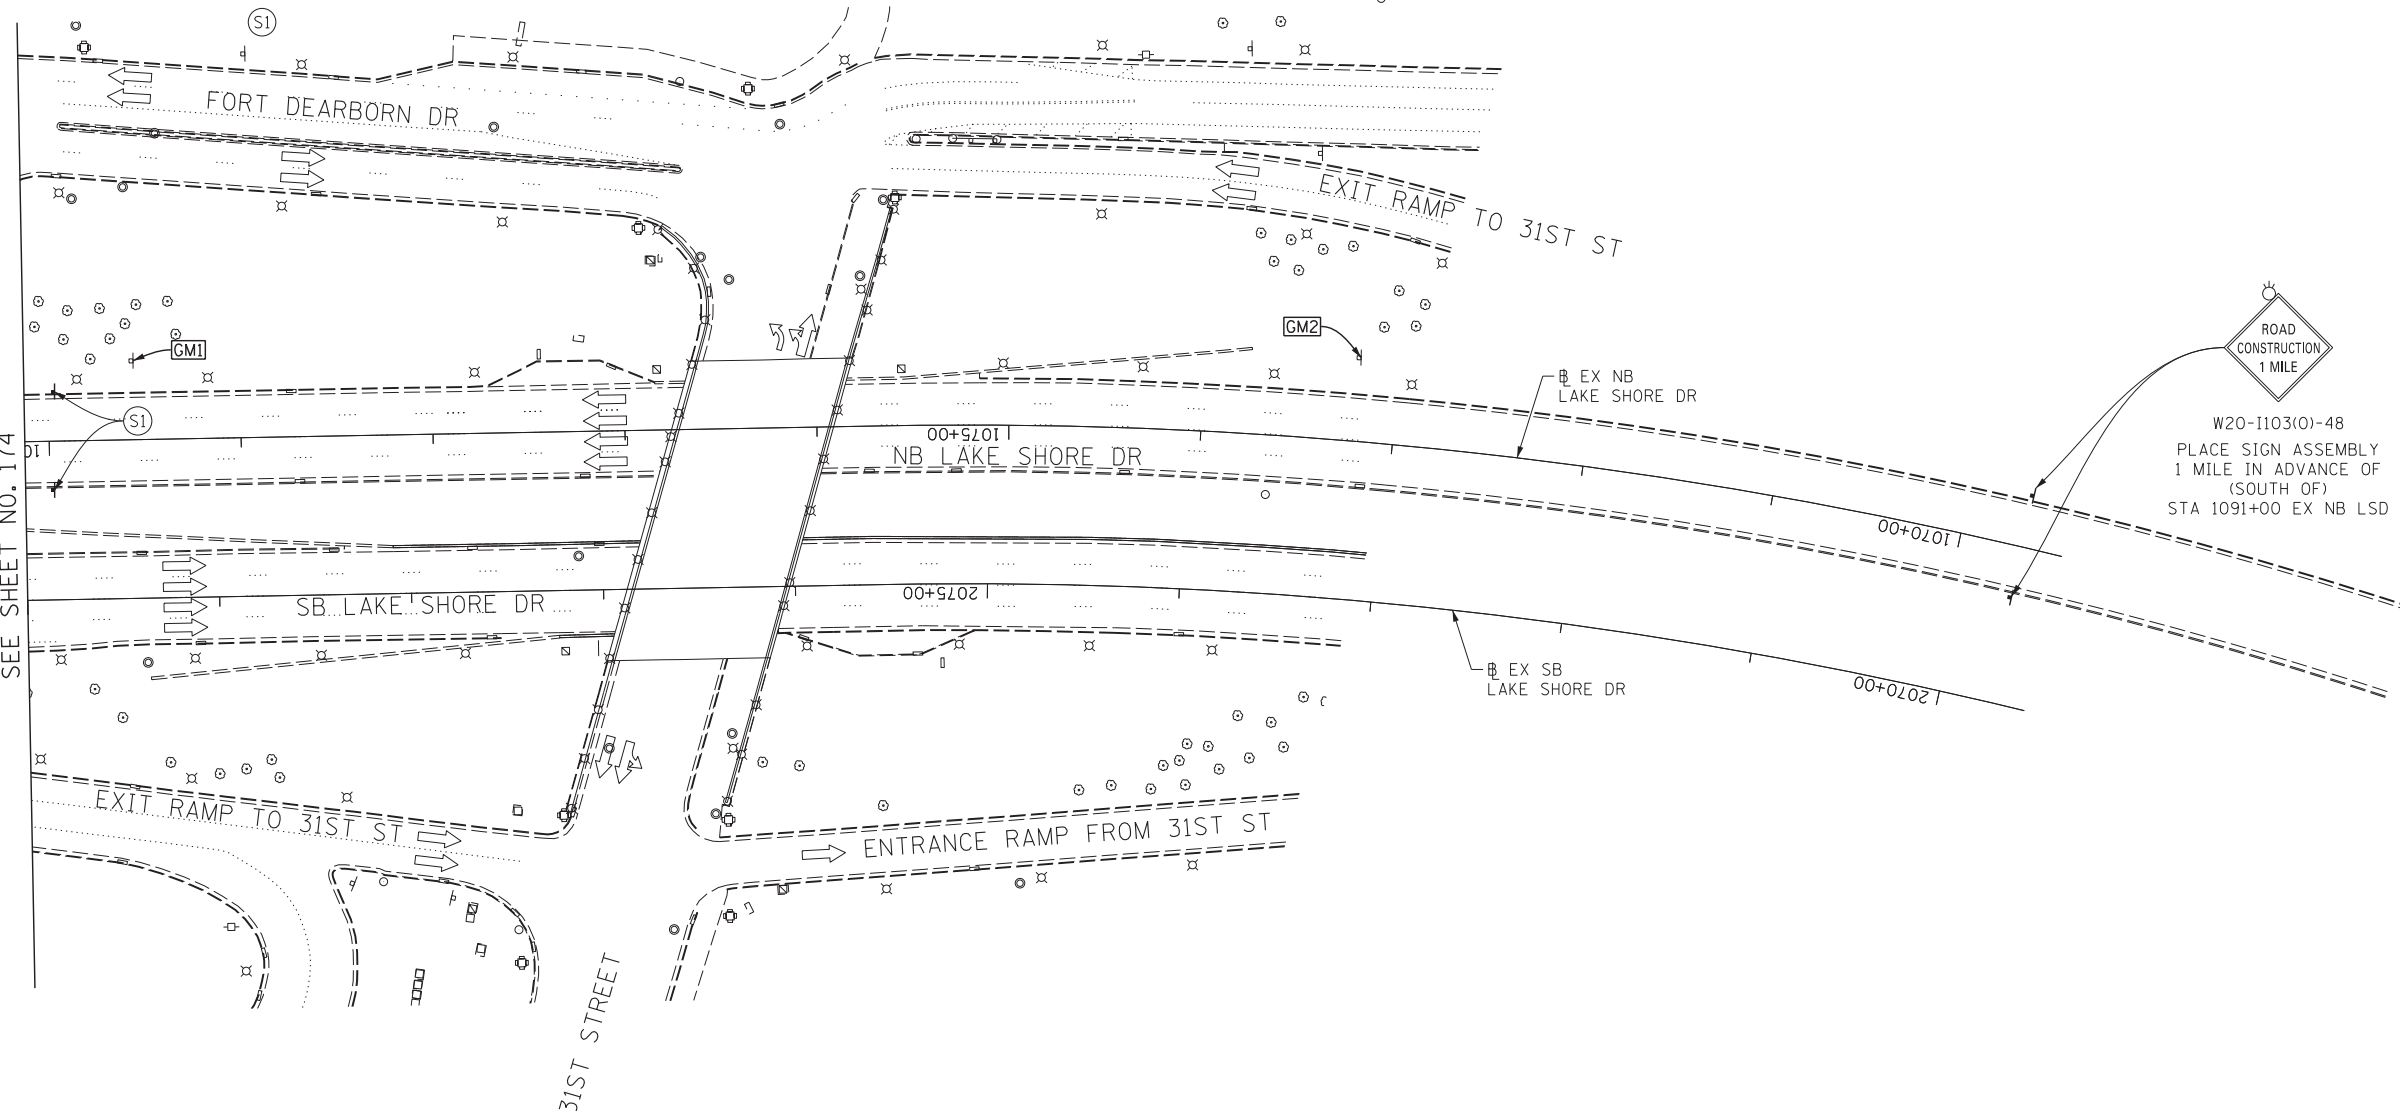 S1
FORT DEARBORN DR
EXIT RAMP TO 31ST ST
GM1
GM2
ROAD
CONSTRUCTION
1 MILE
W20-I103(O)-48
PLACE SIGN ASSEMBLY
1 MILE IN ADVANCE OF
(SOUTH OF)
STA 1091+00 EX NB LSD
S1
B EX NB
LAKE SHORE DR
1075+00
NB LAKE SHORE DR
10
SEE SHEET NO. 174
1070+00
SB LAKE SHORE DR
2075+00
B EX SB
LAKE SHORE DR
2070+00
EXIT RAMP TO 31ST ST
ENTRANCE RAMP FROM 31ST ST
31ST STREET